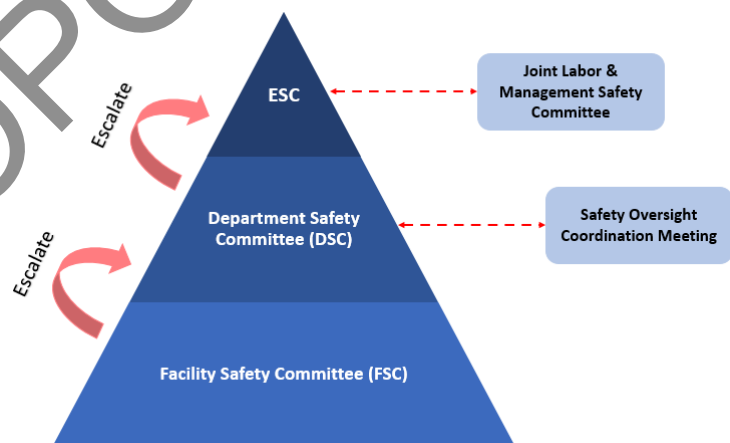 ESC
Joint Labor &
Management Safety
Committee
Escalate
Department Safety
Committee (DSC)
Safety Oversight
Coordination Meeting
Escalate
Facility Safety Committee (FSC)